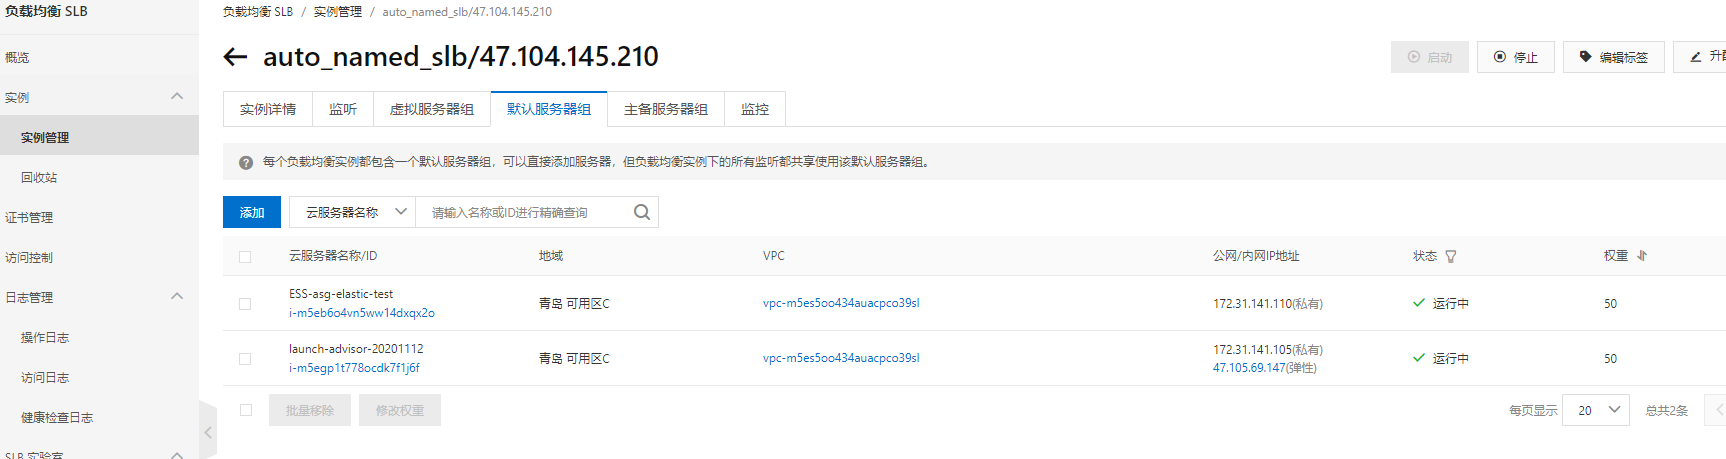 负载均衡 SLB
概览
实例
实例管理
回收站
证书管理
访问控制
日志管理
操作日志
访问日志
健康检查日志
SLB 实验室
负载均衡 SLB / 实例管理 / auto_named_slb/47.104.145.210
auto_named_slb/47.104.145.210
启动 停止 编辑标签
实例详情 监听 虚拟服务器组 默认服务器组 主备服务器组 监控
每个负载均衡实例都包含一个默认服务器组，可以直接添加服务器，但负载均衡实例下的所有监听都共享使用该默认服务器组。
添加 云服务器名称 请输入名称或ID进行精确查询
云服务器名称/ID 地域 VPC 公网/内网IP地址 状态 权重
ESS-asg-elastic-test
i-m5eb6o4vn5ww14dxqx2o 青岛 可用区C vpc-m5es5oo434auacpco39sl 172.31.141.110(私有) 运行中 50
launch-advisor-20201112 172.31.141.105(私有)
i-m5egp1t778ocdk7f1j6f 青岛 可用区C vpc-m5es5oo434auacpco39sl 47.105.69.147(弹性) 运行中 50
批量移除 修改权重 每页显示 20 总共2条